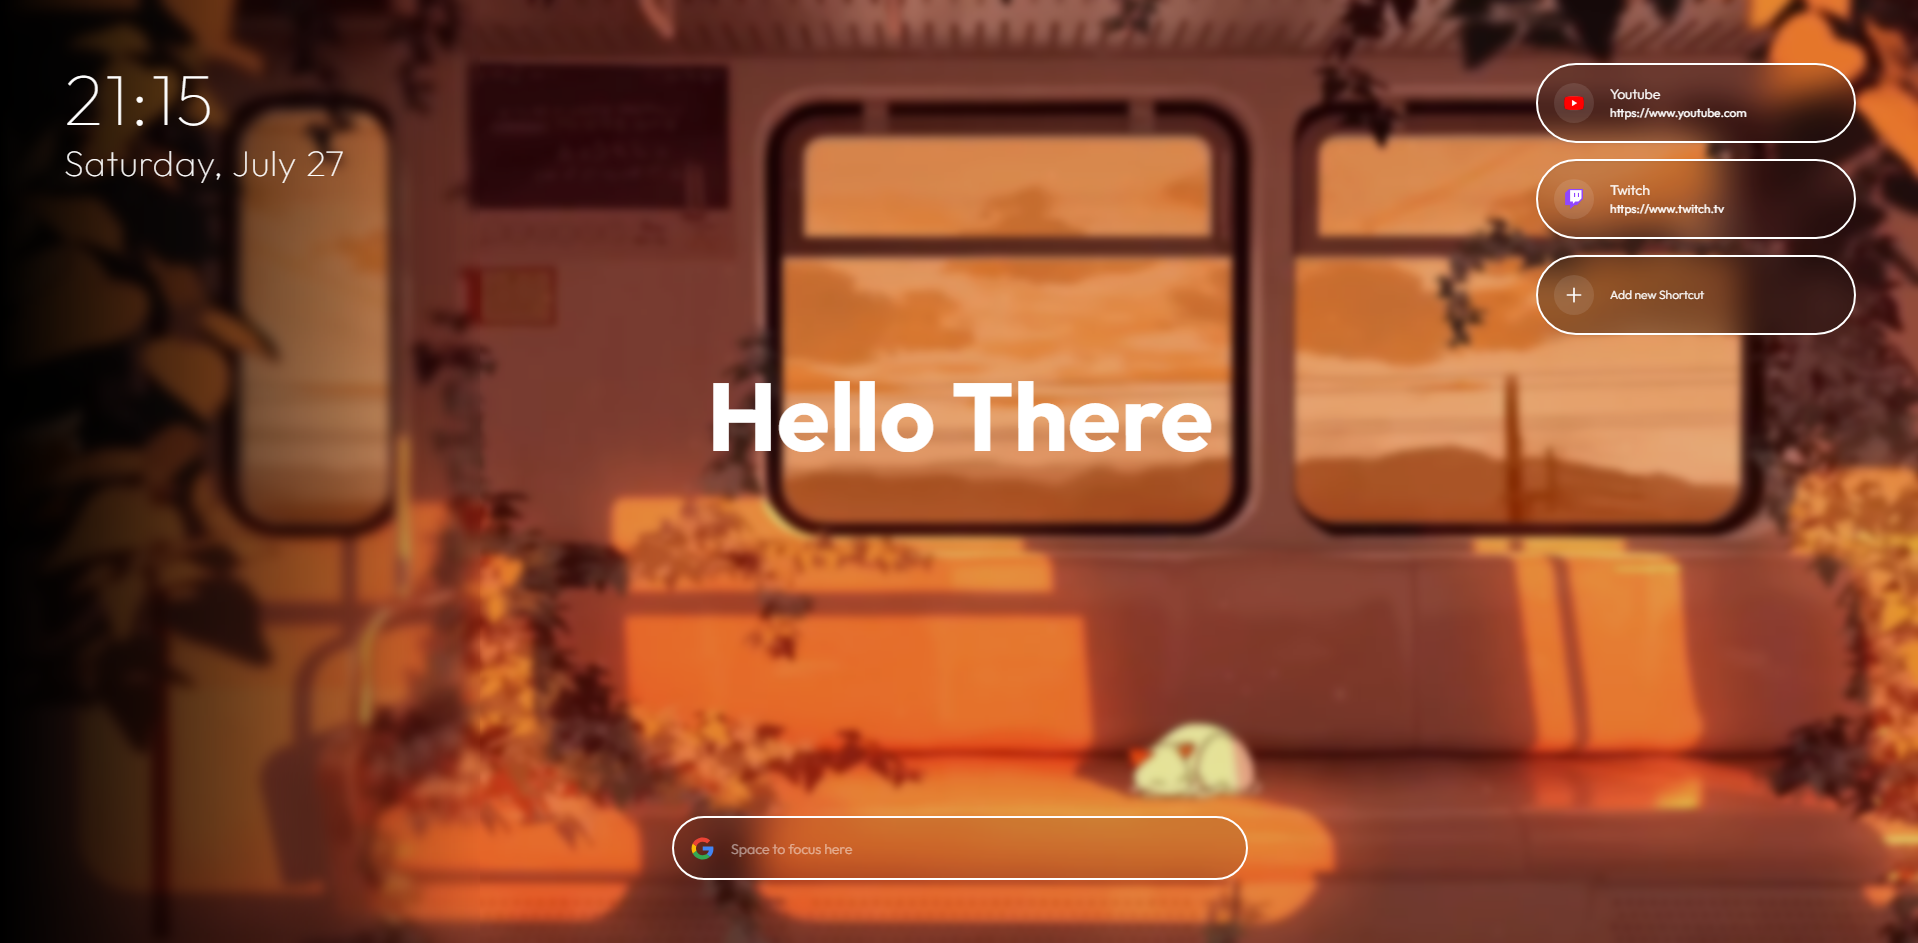 21:15
Saturday, July 27
Youtube
https://www.youtube.com
Twitch
https://www.twitch.tv
Add new Shortcut
Hello There
Space to focus here